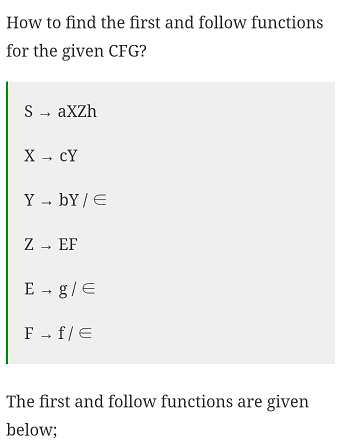 How to find the first and follow functions
for the given CFG?
S → aXZh
X → cY
Y → bY / ∈
Z → EF
E → g / ∈
F → f / ∈
The first and follow functions are given
below;